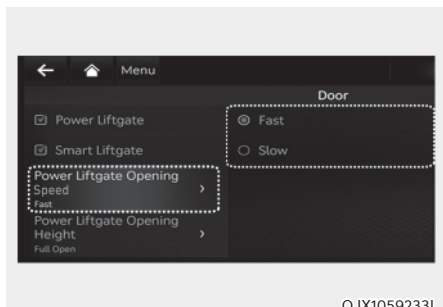 Menu
Door
Power Liftgate
Smart Liftgate
Power Liftgate Opening
Speed
Fast
Power Liftgate Opening
Height
Full Open
Fast
Slow